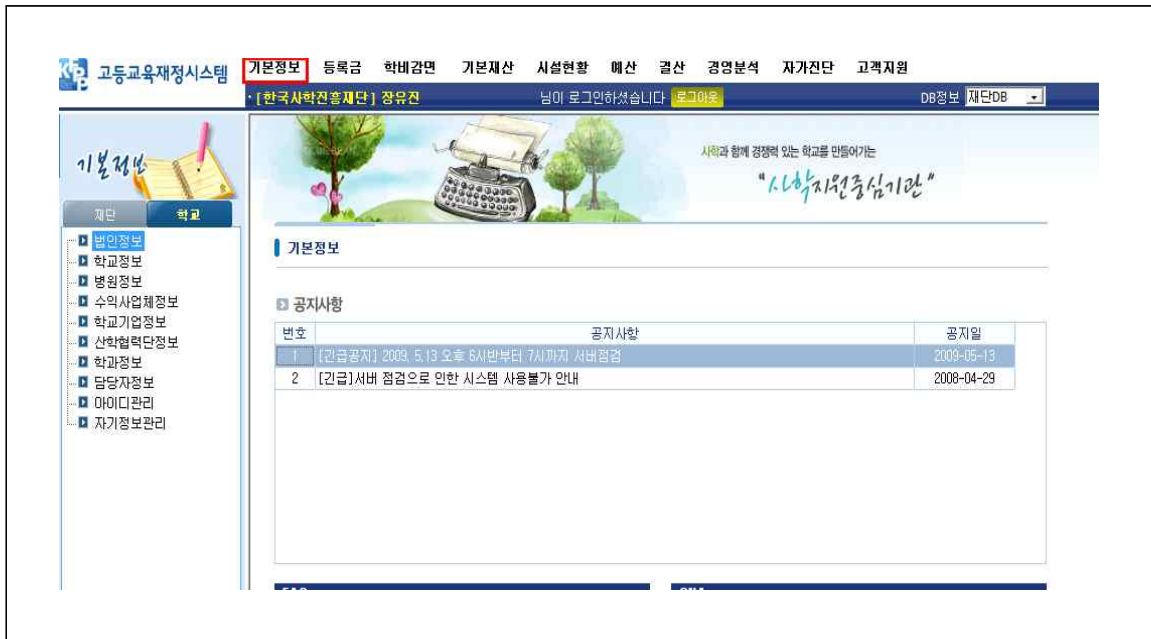 고등교육재정시스템
기본정보 등록금 학비감면 기본재산 시설현황 예산 결산 경영분석 자가진단 고객지원
·[한국사학진흥재단] 장유진 님이 로그인하셨습니다 로그아웃 DB정보 재단DB
기본정보
사학과 함께 경쟁력 있는 학교를 만들어가는
"사학지원중심기관"
재단 학교
법인정보
학교정보
병원정보
수익사업체정보
학교기업정보
산학협력단정보
학과정보
담당자정보
아이디관리
자기정보관리
기본정보
공지사항
번호 공지사항 공지일
1 [긴급공지] 2009. 5.13 오후 6시반부터 7시까지 서버점검 2009-05-13
2 [긴급]서버 점검으로 인한 시스템 사용불가 안내 2008-04-29